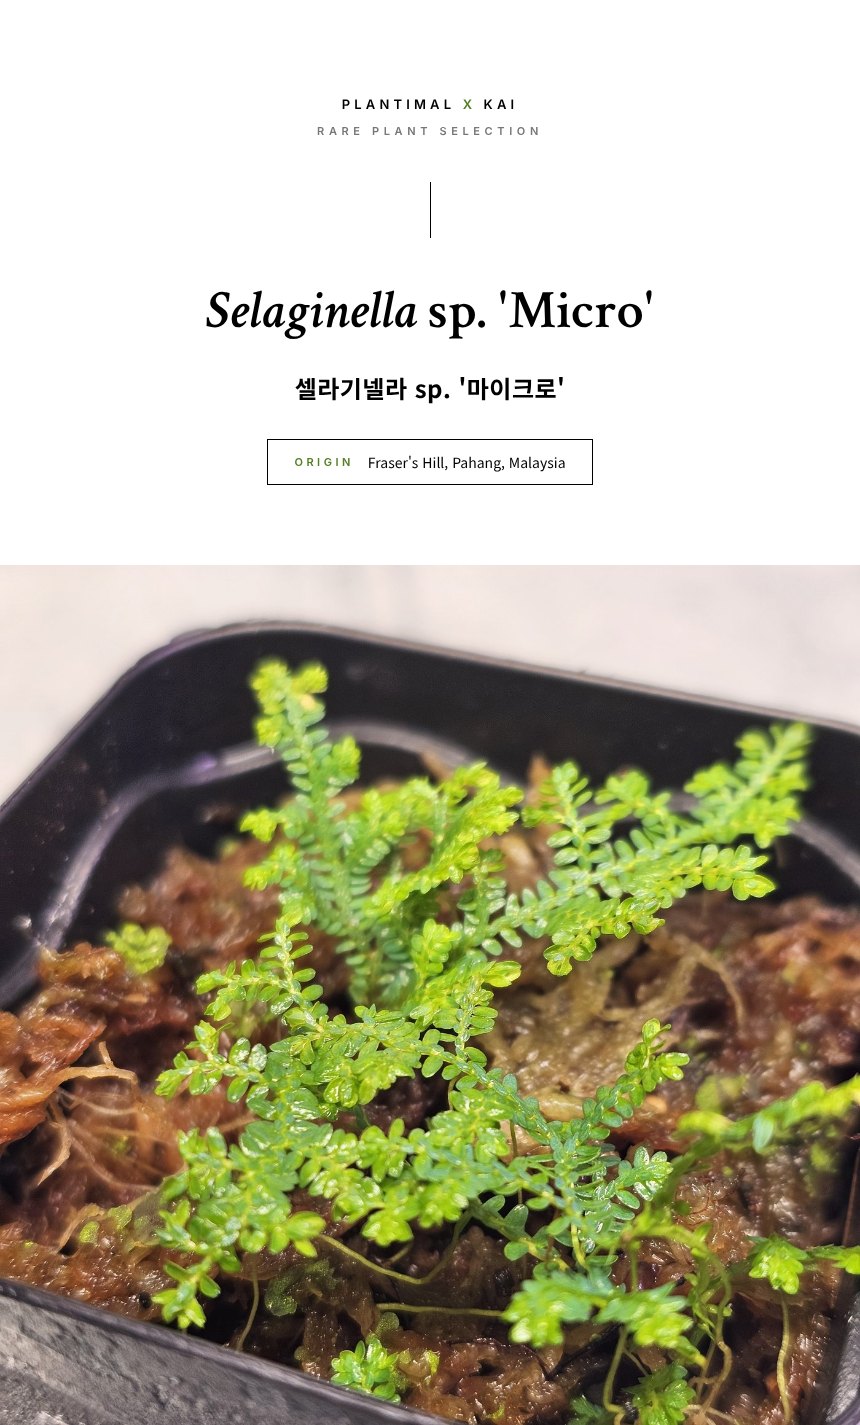 PLANTIMAL X KAI
RARE PLANT SELECTION
Selaginella sp. 'Micro'
셀라기넬라 sp. '마이크로'
ORIGIN Fraser's Hill, Pahang, Malaysia